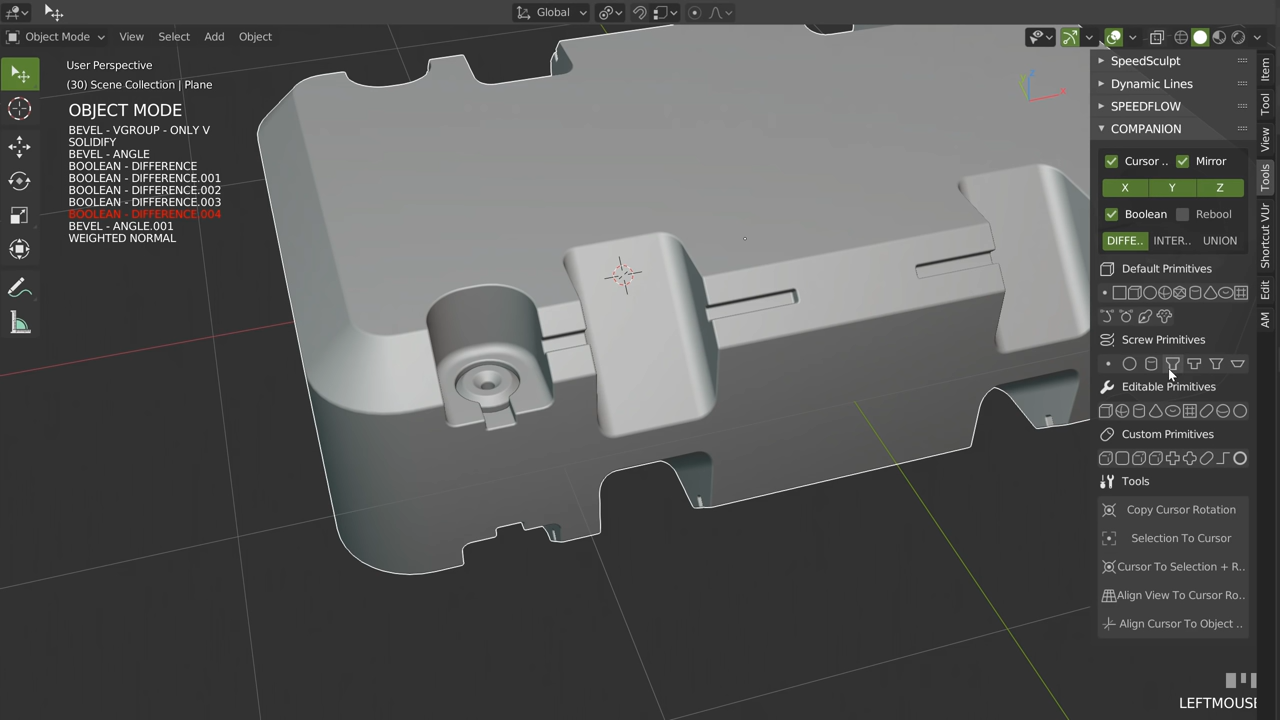 Global
Object Mode View Select Add Object
User Perspective
(30) Scene Collection | Plane
OBJECT MODE
BEVEL - VGROUP - ONLY V
SOLIDIFY
BEVEL - ANGLE
BOOLEAN - DIFFERENCE
BOOLEAN - DIFFERENCE.001
BOOLEAN - DIFFERENCE.002
BOOLEAN - DIFFERENCE.003
BOOLEAN - DIFFERENCE.004
BEVEL - ANGLE.001
WEIGHTED NORMAL
X
SpeedSculpt
Dynamic Lines
SPEEDFLOW
COMPANION
Cursor .. Mirror
X Y Z
Boolean Rebool
DIFFE.. INTER.. UNION
Default Primitives
Screw Primitives
Editable Primitives
Custom Primitives
Tools
Copy Cursor Rotation
Selection To Cursor
Cursor To Selection + R..
Align View To Cursor Ro..
Align Cursor To Object ..
Item
Tool
View
Tools
Shortcut VUr
Edit
AM
LEFTMOUSE